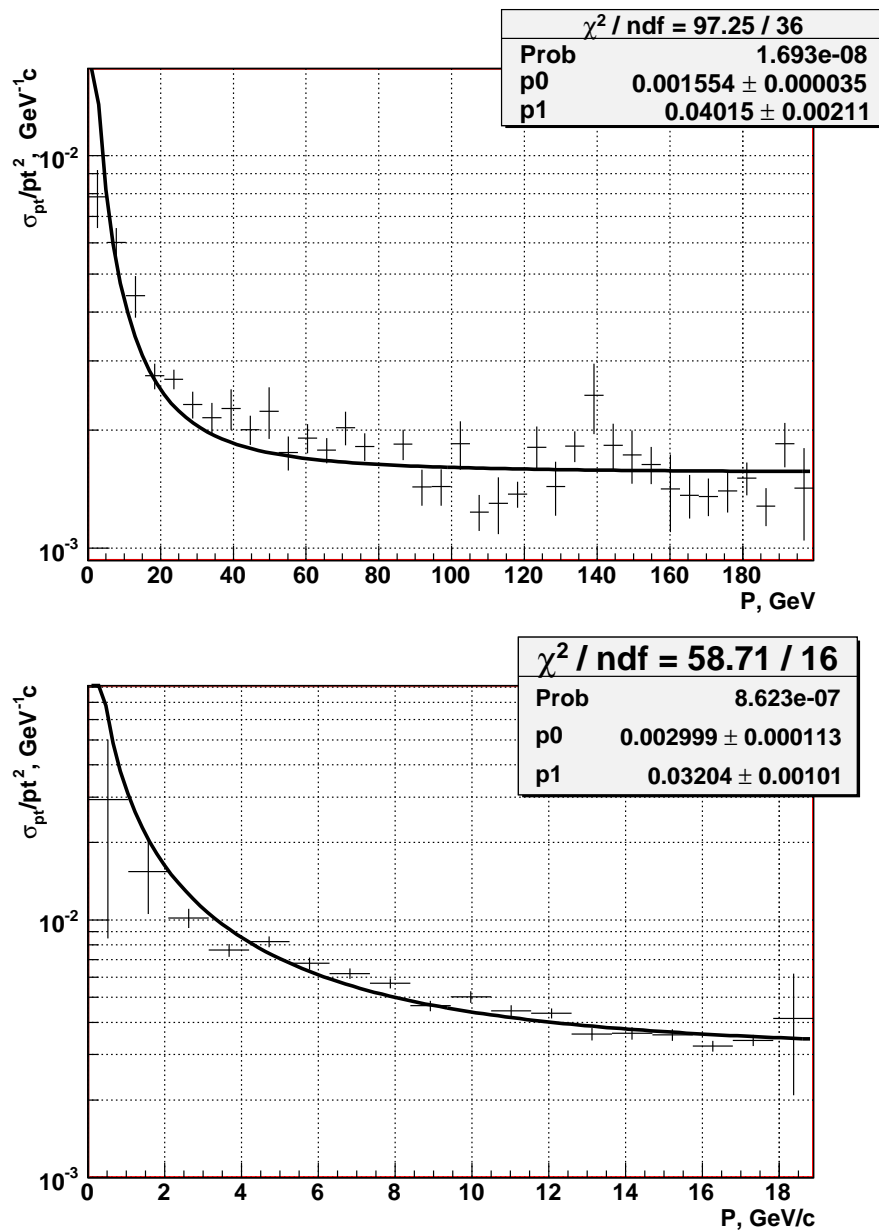 χ² / ndf = 97.25 / 36
Prob 1.693e-08
p0 0.001554 ± 0.000035
p1 0.04015 ± 0.00211
σpt/pt², GeV⁻¹c
10⁻²
10⁻³
0 20 40 60 80 100 120 140 160 180
P, GeV
χ² / ndf = 58.71 / 16
Prob 8.623e-07
p0 0.002999 ± 0.000113
p1 0.03204 ± 0.00101
σpt/pt², GeV⁻¹c
10⁻²
10⁻³
0 2 4 6 8 10 12 14 16 18
P, GeV/c